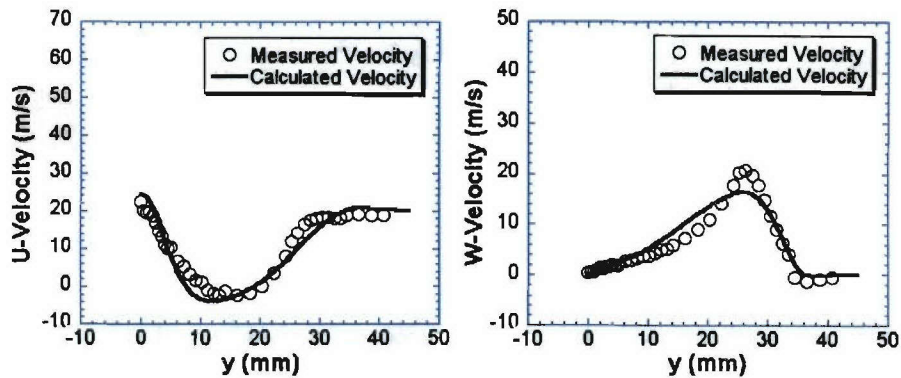 70
60
50
40
30
20
10
0
-10
-10 0 10 20 30 40 50
U-Velocity (m/s)
y (mm)
Measured Velocity
Calculated Velocity
50
40
30
20
10
0
-10
-10 0 10 20 30 40 50
W-Velocity (m/s)
y (mm)
Measured Velocity
Calculated Velocity